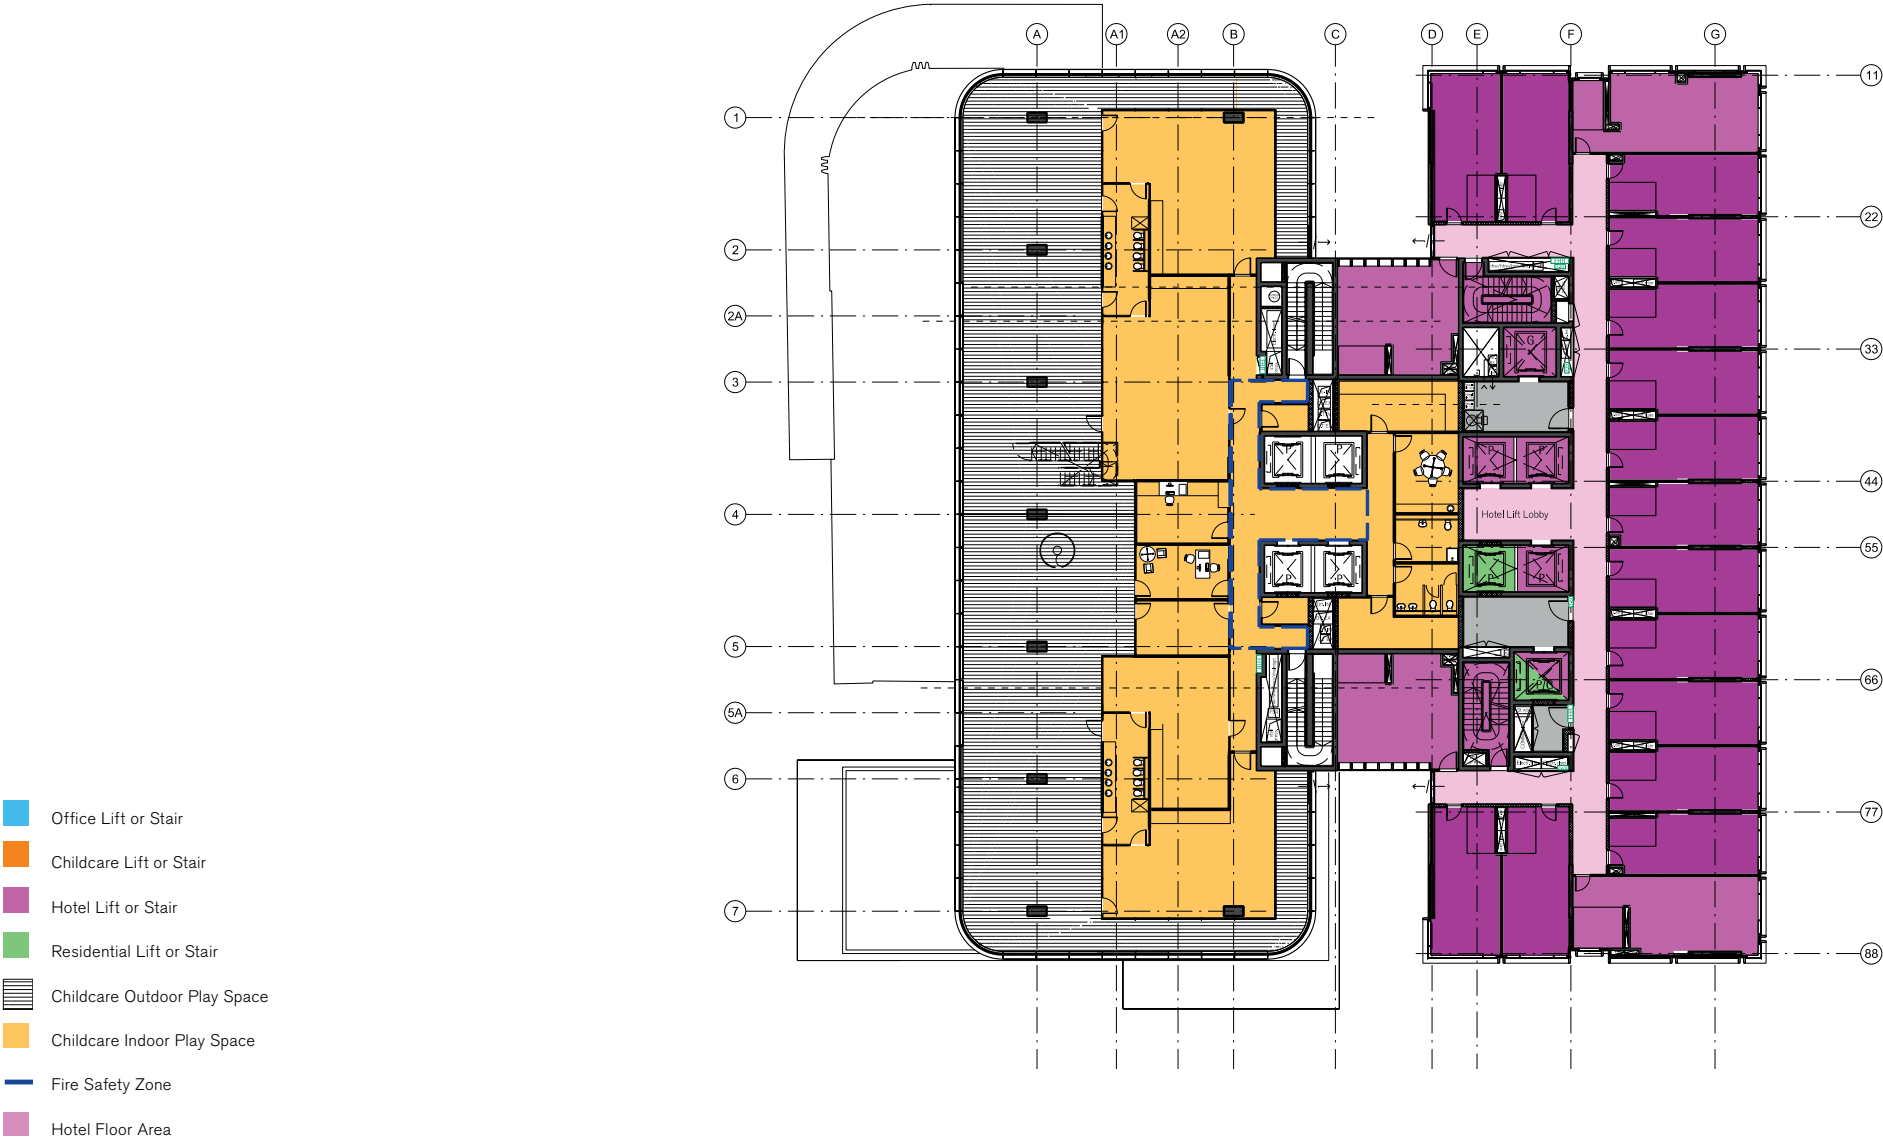 A A1 A2 B C D E F G
11
1
22
2
2A
33
3
G
P P P P
44
4
Hotel Lift Lobby
55
P P P P
5
66
5A
6
77
7
88
Office Lift or Stair
Childcare Lift or Stair
Hotel Lift or Stair
Residential Lift or Stair
Childcare Outdoor Play Space
Childcare Indoor Play Space
Fire Safety Zone
Hotel Floor Area